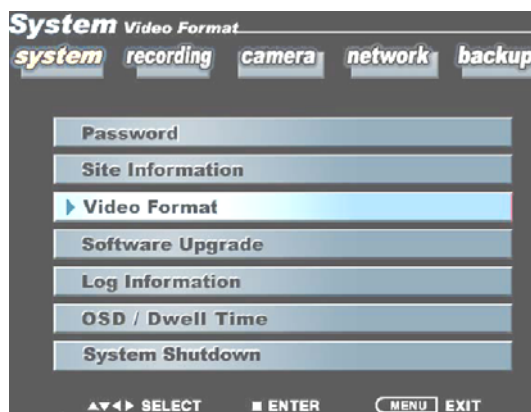 System Video Format
system recording camera network backup
Password
Site Information
Video Format
Software Upgrade
Log Information
OSD / Dwell Time
System Shutdown
▲▼◀▶ SELECT ■ ENTER MENU EXIT